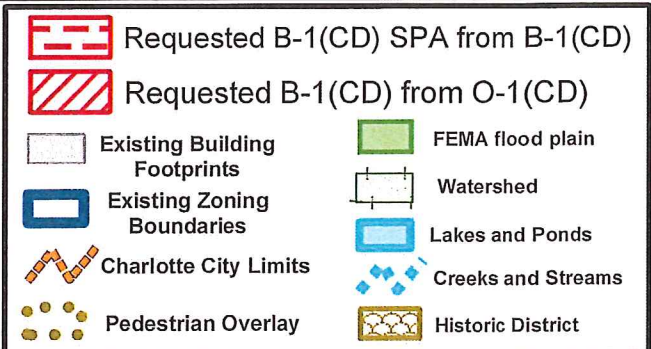 Requested B-1(CD) SPA from B-1(CD)
Requested B-1(CD) from O-1(CD)
Existing Building
Footprints
Existing Zoning
Boundaries
Charlotte City Limits
Pedestrian Overlay
FEMA flood plain
Watershed
Lakes and Ponds
Creeks and Streams
Historic District